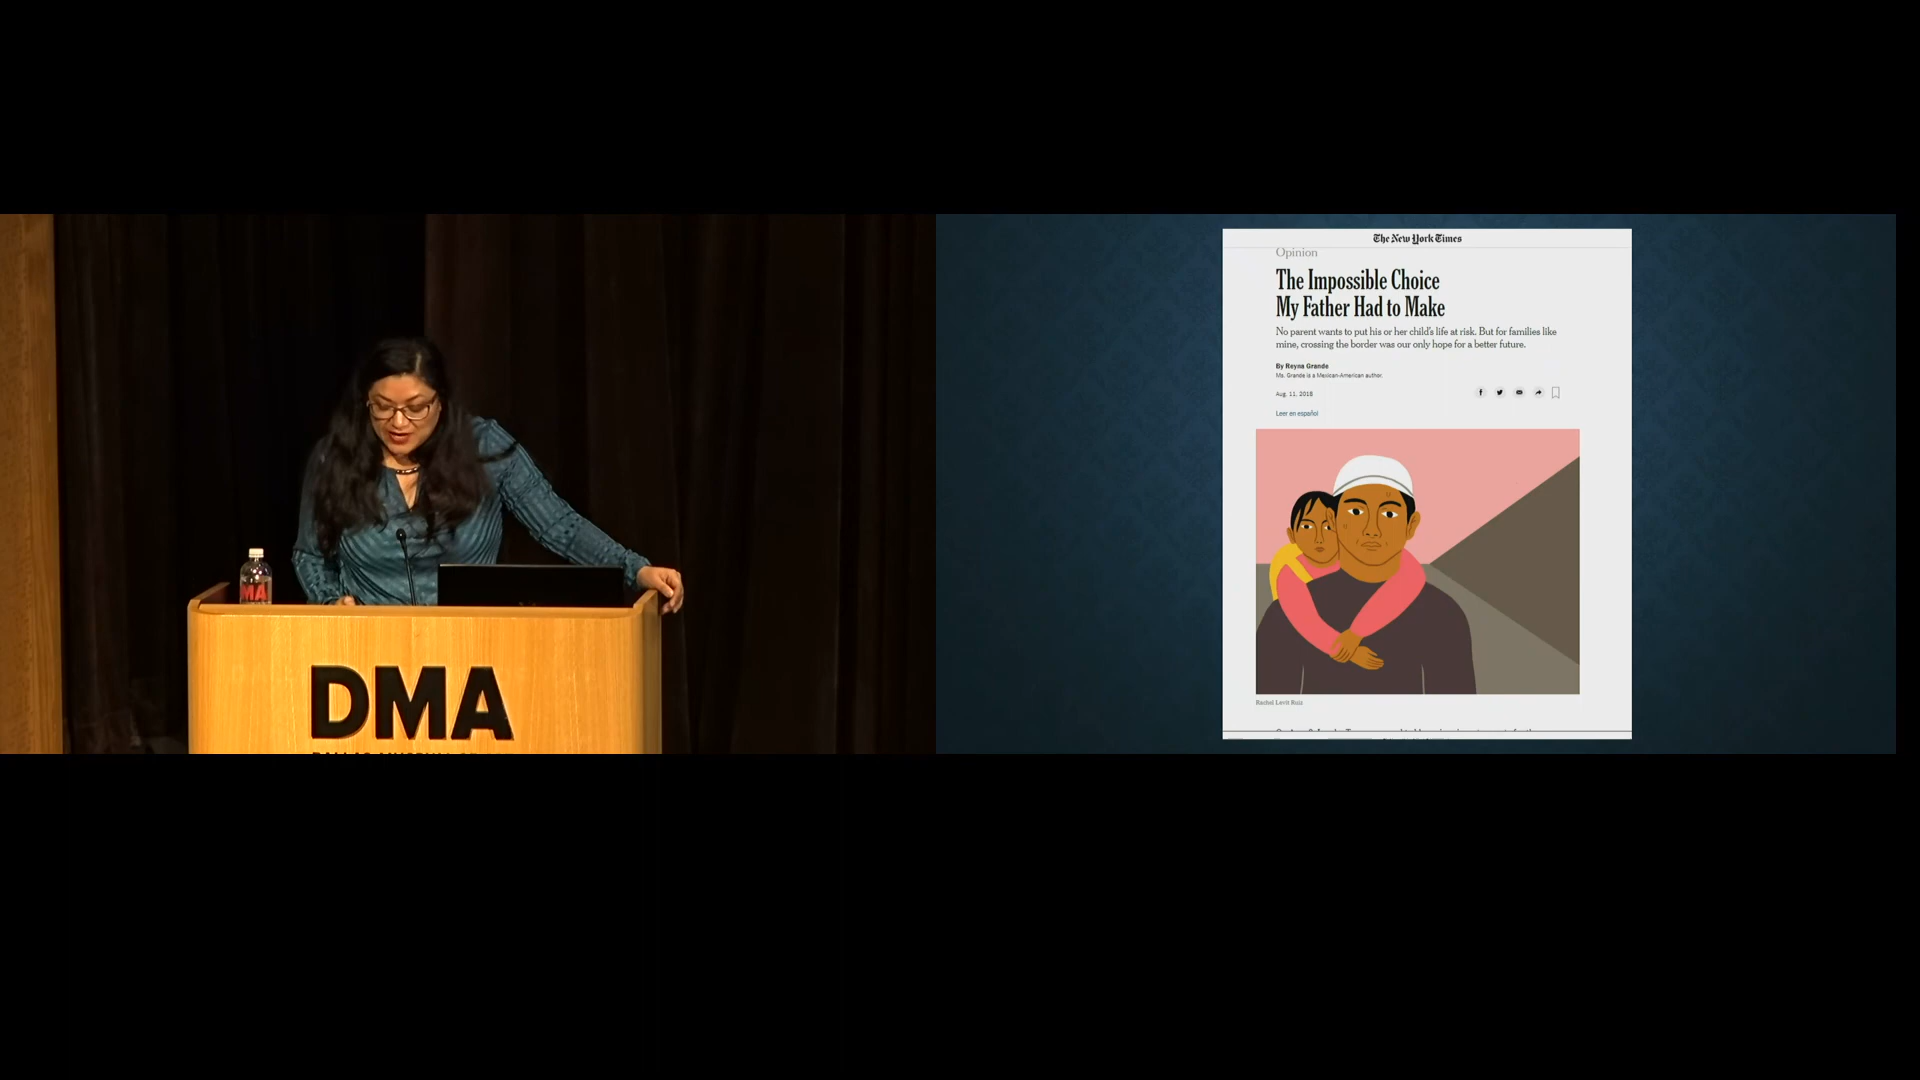 MA
DMA
The New York Times
Opinion
The Impossible Choice
My Father Had to Make
No parent wants to put his or her child's life at risk. But for families like
mine, crossing the border was our only hope for a better future.
By Reyna Grande
Ms. Grande is a Mexican-American author.
Aug. 11, 2018
Leer en español
Rachel Levit Ruiz